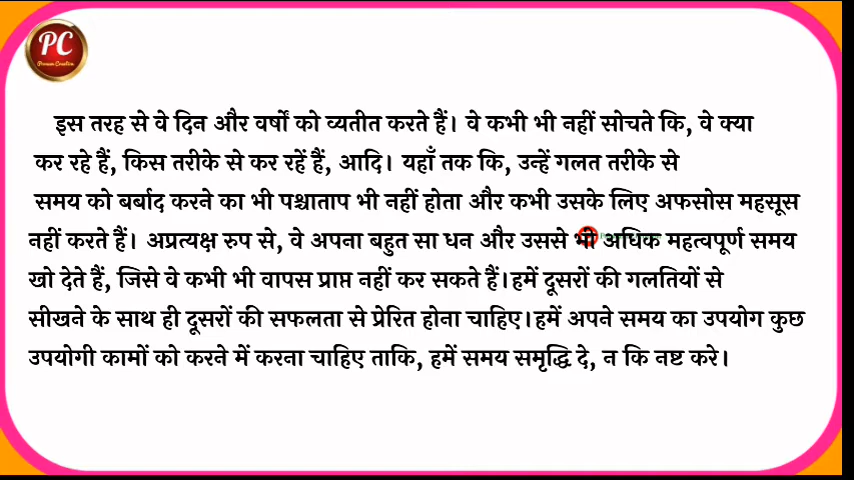 PC
इस तरह से वे दिन और वर्षों को व्यतीत करते हैं। वे कभी भी नहीं सोचते कि, वे क्या
कर रहे हैं, किस तरीके से कर रहें हैं, आदि। यहाँ तक कि, उन्हें गलत तरीके से
समय को बर्बाद करने का भी पश्चाताप भी नहीं होता और कभी उसके लिए अफसोस महसूस
नहीं करते हैं। अप्रत्यक्ष रुप से, वे अपना बहुत सा धन और उससे भी अधिक महत्वपूर्ण समय
खो देते हैं, जिसे वे कभी भी वापस प्राप्त नहीं कर सकते हैं।हमें दूसरों की गलतियों से
सीखने के साथ ही दूसरों की सफलता से प्रेरित होना चाहिए।हमें अपने समय का उपयोग कुछ
उपयोगी कामों को करने में करना चाहिए ताकि, हमें समय समृद्धि दे, न कि नष्ट करे।